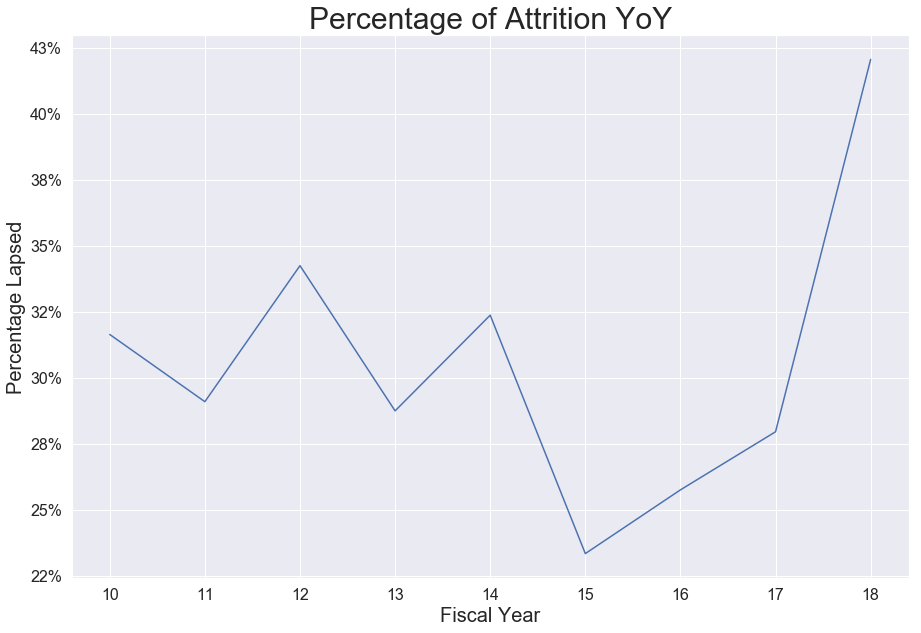 Percentage of Attrition YoY
43%
40%
38%
35%
32%
30%
28%
25%
22%
Percentage Lapsed
10 11 12 13 14 15 16 17 18
Fiscal Year